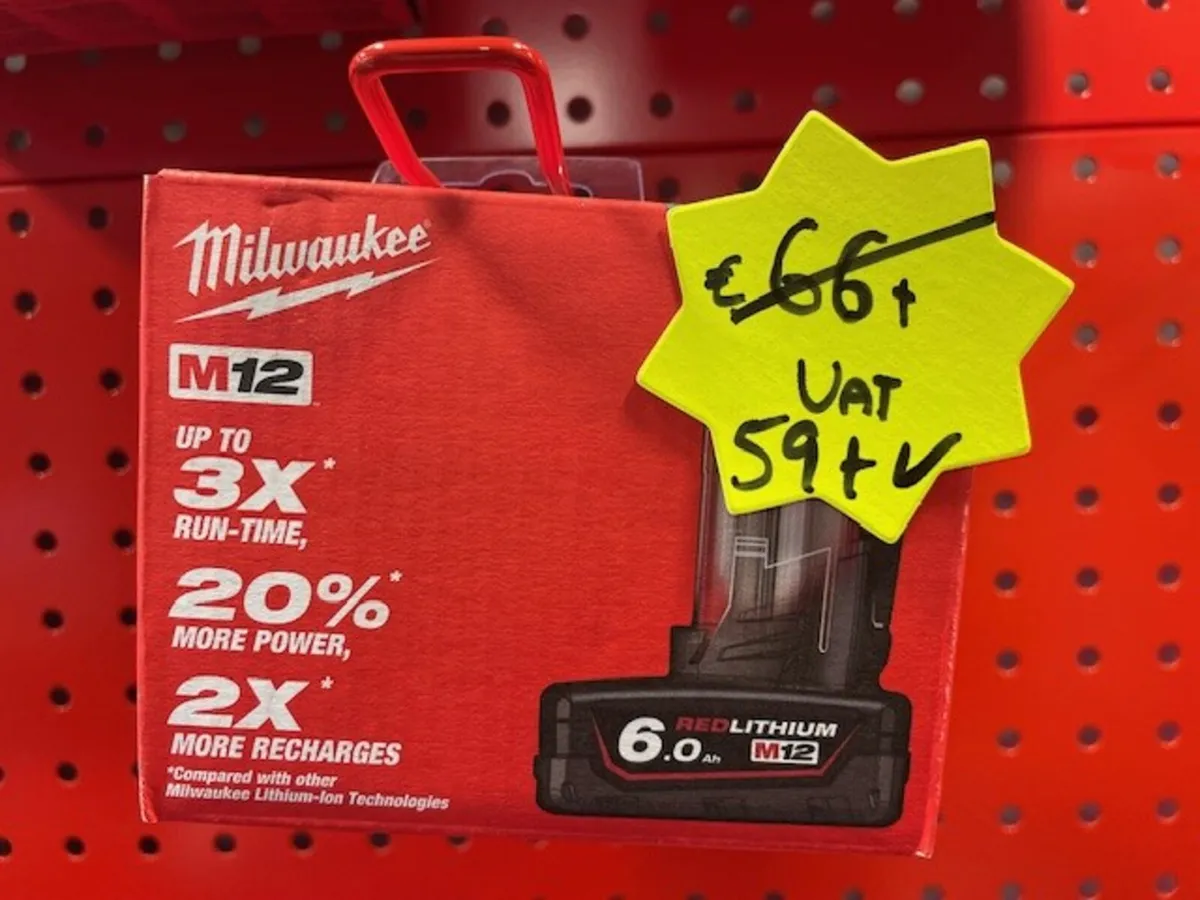 Milwaukee
M12
UP TO
3X*
RUN-TIME,
20%*
MORE POWER,
2X*
MORE RECHARGES
*Compared with other
Milwaukee Lithium-Ion Technologies
€66+
VAT
59+V
6.0Ah REDLITHIUM
M12